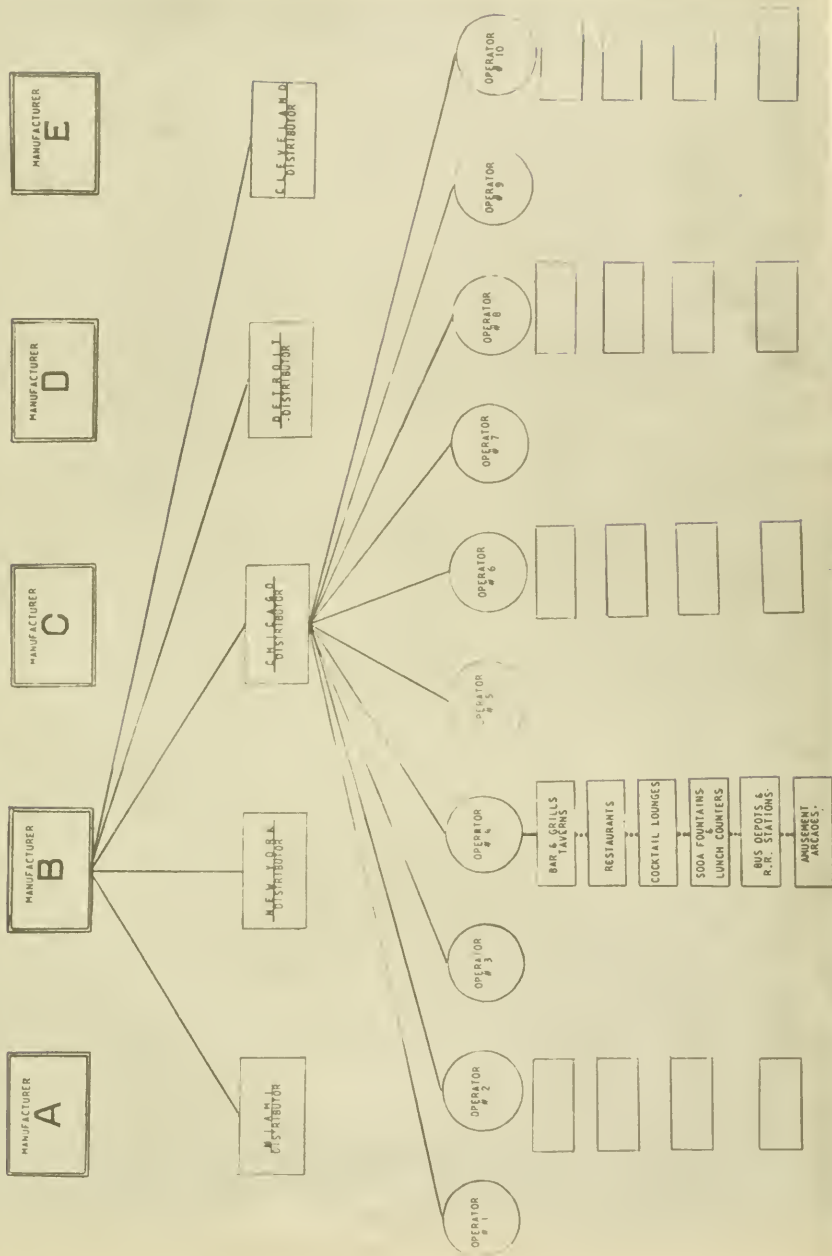 MANUFACTURER
A
MANUFACTURER
B
MANUFACTURER
C
MANUFACTURER
D
MANUFACTURER
E
MIAMI
DISTRIBUTOR
NEW YORK
DISTRIBUTOR
CHICAGO
DISTRIBUTOR
DETROIT
DISTRIBUTOR
CLEVELAND
DISTRIBUTOR
OPERATOR
# 1
OPERATOR
# 2
OPERATOR
# 3
OPERATOR
# 4
OPERATOR
# 5
OPERATOR
# 6
OPERATOR
# 7
OPERATOR
# 8
OPERATOR
# 9
OPERATOR
# 10
BAR & GRILLS
TAVERNS
RESTAURANTS
COCKTAIL LOUNGES
SODA FOUNTAINS
&
LUNCH COUNTERS
BUS DEPOTS &
R.R. STATIONS.
AMUSEMENT
ARCADES.